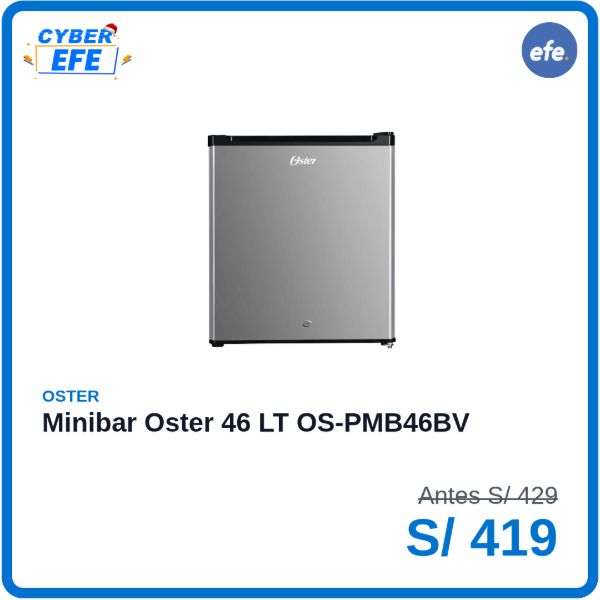 CYBER
EFE
efe.
Oster
OSTER
Minibar Oster 46 LT OS-PMB46BV
Antes S/ 429
S/ 419